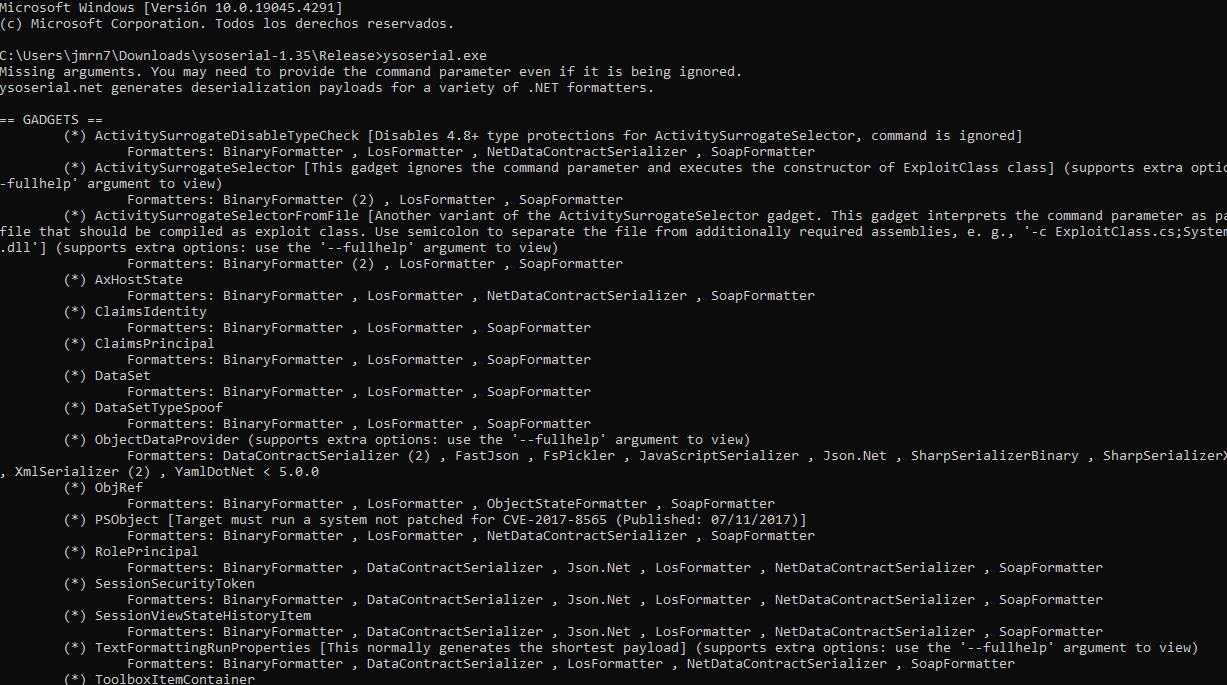 Microsoft Windows [Versión 10.0.19045.4291]
(c) Microsoft Corporation. Todos los derechos reservados.
C:\Users\jmrn7\Downloads\ysoserial-1.35\Release>ysoserial.exe
Missing arguments. You may need to provide the command parameter even if it is being ignored.
ysoserial.net generates deserialization payloads for a variety of .NET formatters.
== GADGETS ==
(*) ActivitySurrogateDisableTypeCheck [Disables 4.8+ type protections for ActivitySurrogateSelector, command is ignored]
Formatters: BinaryFormatter , LosFormatter , NetDataContractSerializer , SoapFormatter
(*) ActivitySurrogateSelector [This gadget ignores the command parameter and executes the constructor of ExploitClass class] (supports extra optio
-fullhelp' argument to view)
Formatters: BinaryFormatter (2) , LosFormatter , SoapFormatter
(*) ActivitySurrogateSelectorFromFile [Another variant of the ActivitySurrogateSelector gadget. This gadget interprets the command parameter as pa
file that should be compiled as exploit class. Use semicolon to separate the file from additionally required assemblies, e. g., '-c ExploitClass.cs;System
.dll'] (supports extra options: use the '--fullhelp' argument to view)
Formatters: BinaryFormatter (2) , LosFormatter , SoapFormatter
(*) AxHostState
Formatters: BinaryFormatter , LosFormatter , NetDataContractSerializer , SoapFormatter
(*) ClaimsIdentity
Formatters: BinaryFormatter , LosFormatter , SoapFormatter
(*) ClaimsPrincipal
Formatters: BinaryFormatter , LosFormatter , SoapFormatter
(*) DataSet
Formatters: BinaryFormatter , LosFormatter , SoapFormatter
(*) DataSetTypeSpoof
Formatters: BinaryFormatter , LosFormatter , SoapFormatter
(*) ObjectDataProvider (supports extra options: use the '--fullhelp' argument to view)
Formatters: DataContractSerializer (2) , FastJson , FsPickler , JavaScriptSerializer , Json.Net , SharpSerializerBinary , SharpSerializerX
, XmlSerializer (2) , YamlDotNet < 5.0.0
(*) ObjRef
Formatters: BinaryFormatter , LosFormatter , ObjectStateFormatter , SoapFormatter
(*) PSObject [Target must run a system not patched for CVE-2017-8565 (Published: 07/11/2017)]
Formatters: BinaryFormatter , LosFormatter , NetDataContractSerializer , SoapFormatter
(*) RolePrincipal
Formatters: BinaryFormatter , DataContractSerializer , Json.Net , LosFormatter , NetDataContractSerializer , SoapFormatter
(*) SessionSecurityToken
Formatters: BinaryFormatter , DataContractSerializer , Json.Net , LosFormatter , NetDataContractSerializer , SoapFormatter
(*) SessionViewStateHistoryItem
Formatters: BinaryFormatter , DataContractSerializer , Json.Net , LosFormatter , NetDataContractSerializer , SoapFormatter
(*) TextFormattingRunProperties [This normally generates the shortest payload] (supports extra options: use the '--fullhelp' argument to view)
Formatters: BinaryFormatter , DataContractSerializer , LosFormatter , NetDataContractSerializer , SoapFormatter
(*) ToolboxItemContainer